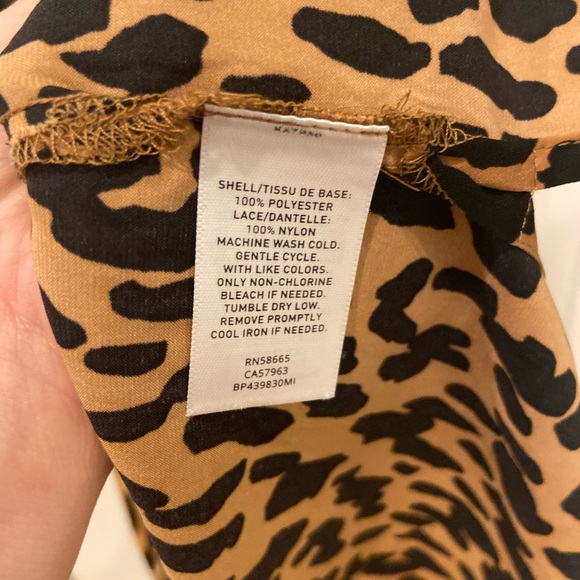 SHELL/TISSU DE BASE:
100% POLYESTER
LACE/DANTELLE:
100% NYLON
MACHINE WASH COLD.
GENTLE CYCLE.
WITH LIKE COLORS.
ONLY NON-CHLORINE
BLEACH IF NEEDED.
TUMBLE DRY LOW.
REMOVE PROMPTLY
COOL IRON IF NEEDED.
RN58665
CA57963
BP439830MI